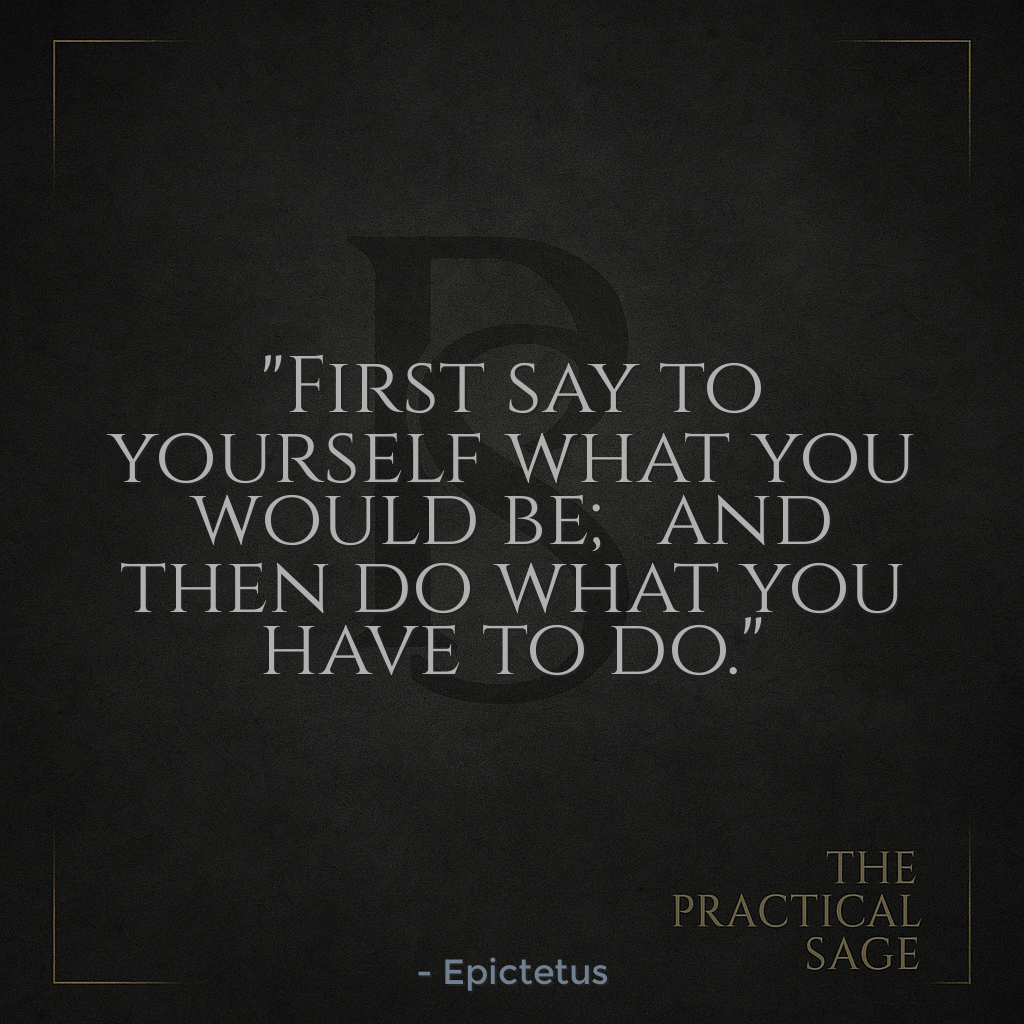 "First say to
yourself what you
would be;  and
then do what you
have to do."
THE
PRACTICAL
SAGE
- Epictetus